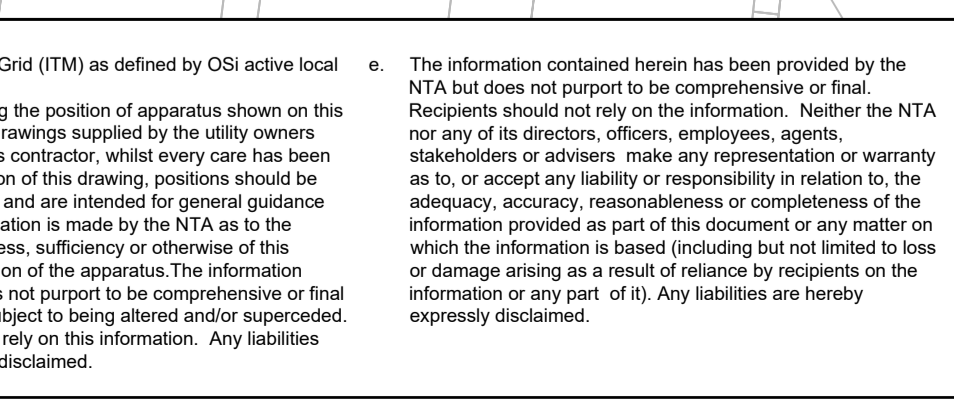 Grid (ITM) as defined by OSi active local
g the position of apparatus shown on this
rawings supplied by the utility owners
s contractor, whilst every care has been
on of this drawing, positions should be
and are intended for general guidance
ation is made by the NTA as to the
ess, sufficiency or otherwise of this
on of the apparatus.The information
s not purport to be comprehensive or final
bject to being altered and/or superceded.
rely on this information. Any liabilities
disclaimed.
e. The information contained herein has been provided by the
NTA but does not purport to be comprehensive or final.
Recipients should not rely on the information. Neither the NTA
nor any of its directors, officers, employees, agents,
stakeholders or advisers make any representation or warranty
as to, or accept any liability or responsibility in relation to, the
adequacy, accuracy, reasonableness or completeness of the
information provided as part of this document or any matter on
which the information is based (including but not limited to loss
or damage arising as a result of reliance by recipients on the
information or any part of it). Any liabilities are hereby
expressly disclaimed.